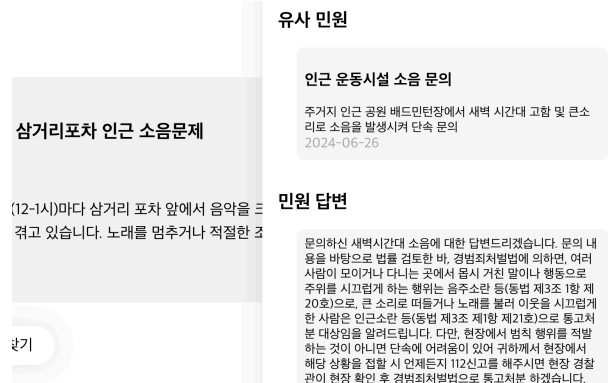 삼거리포차 인근 소음문제
(12-1시)마다 삼거리 포차 앞에서 음악을
겪고 있습니다. 노래를 멈추거나 적절한
찾기
유사 민원
인근 운동시설 소음 문의
주거지 인근 공원 배드민턴장에서 새벽 시간대 고함 및 큰소
리로 소음을 발생시켜 단속 문의
2024-06-26
민원 답변
문의하신 새벽시간대 소음에 대한 답변드리겠습니다. 문의 내
용을 바탕으로 법률 검토한 바, 경범죄처벌법에 의하면, 여러
사람이 모이거나 다니는 곳에서 몹시 거친 말이나 행동으로
주위를 시끄럽게 하는 행위는 음주소란 등(동법 제3조 1항 제
20호)으로, 큰 소리로 떠들거나 노래를 불러 이웃을 시끄럽게
한 사람은 인근소란 등(동법 제3조 제1항 제21호)으로 통고처
분 대상임을 알려드립니다. 다만, 현장에서 범칙 행위를 적발
하는 것이 아니면 단속에 어려움이 있어 귀하께서 현장에서
해당 상황을 접할 시 언제든지 112신고를 해주시면 현장 경찰
관이 현장 확인 후 경범죄처벌법으로 통고처분 하겠습니다.